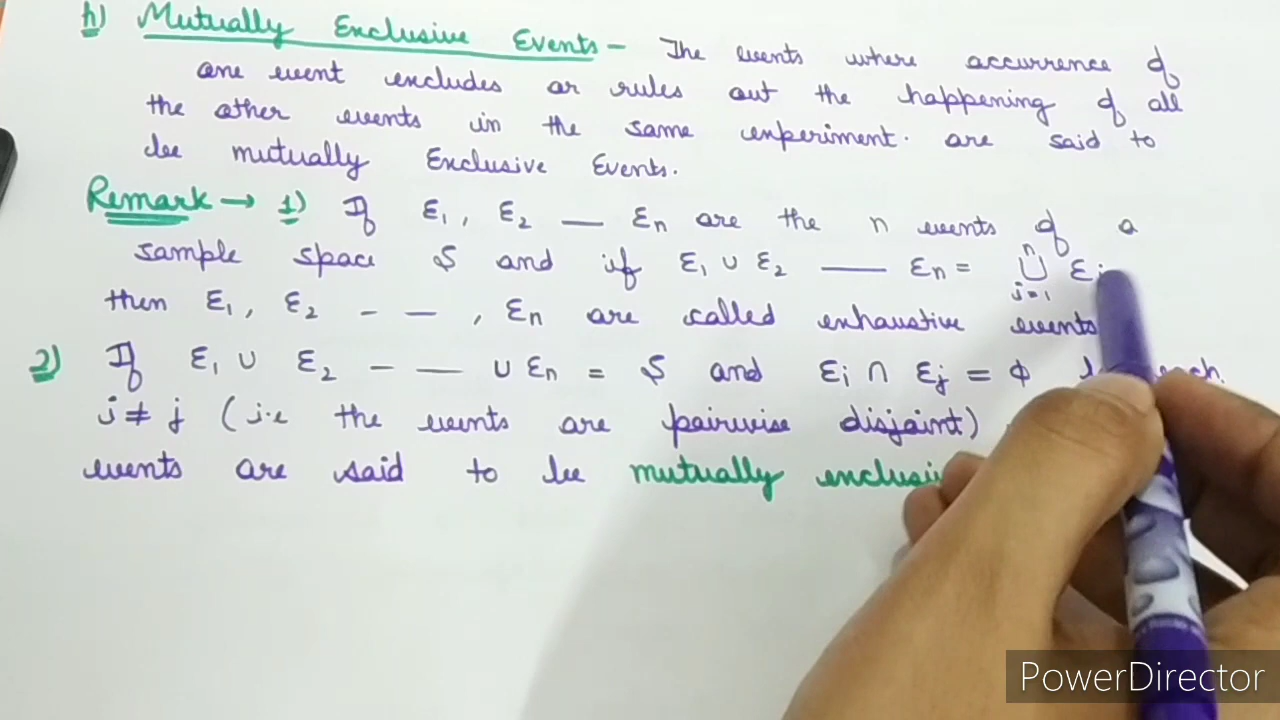 h) Mutually Exclusive Events - The events where occurrence of
one event excludes or rules out the happening of all
the other events in the same experiment. are said to
be mutually Exclusive Events.
Remark → 1) If E₁, E₂ — Eₙ are the n events of a
sample space S and if E₁ ∪ E₂ —— Eₙ = ⋃ⁿᵢ₌₁ Eᵢ
then E₁, E₂ - —, Eₙ are called exhaustive events
2) If E₁ ∪ E₂ - — ∪ Eₙ = S and Eᵢ ∩ Eⱼ = ϕ
i ≠ j (i.e the events are pairwise disjoint)
events are said to be mutually
PowerDirector